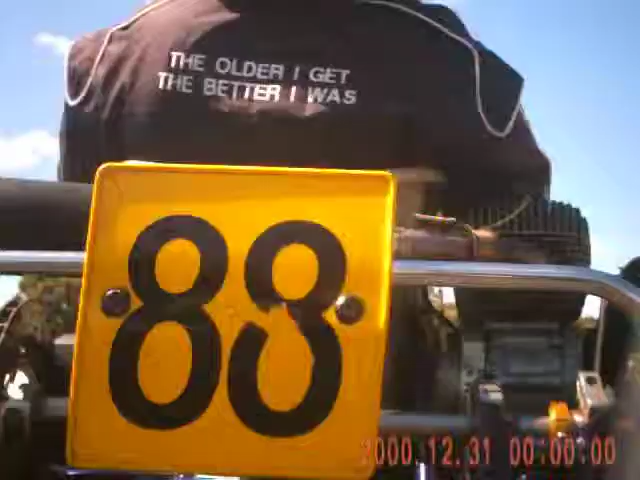 THE OLDER I GET
THE BETTER I WAS
88
2000.12.31 00:00:00